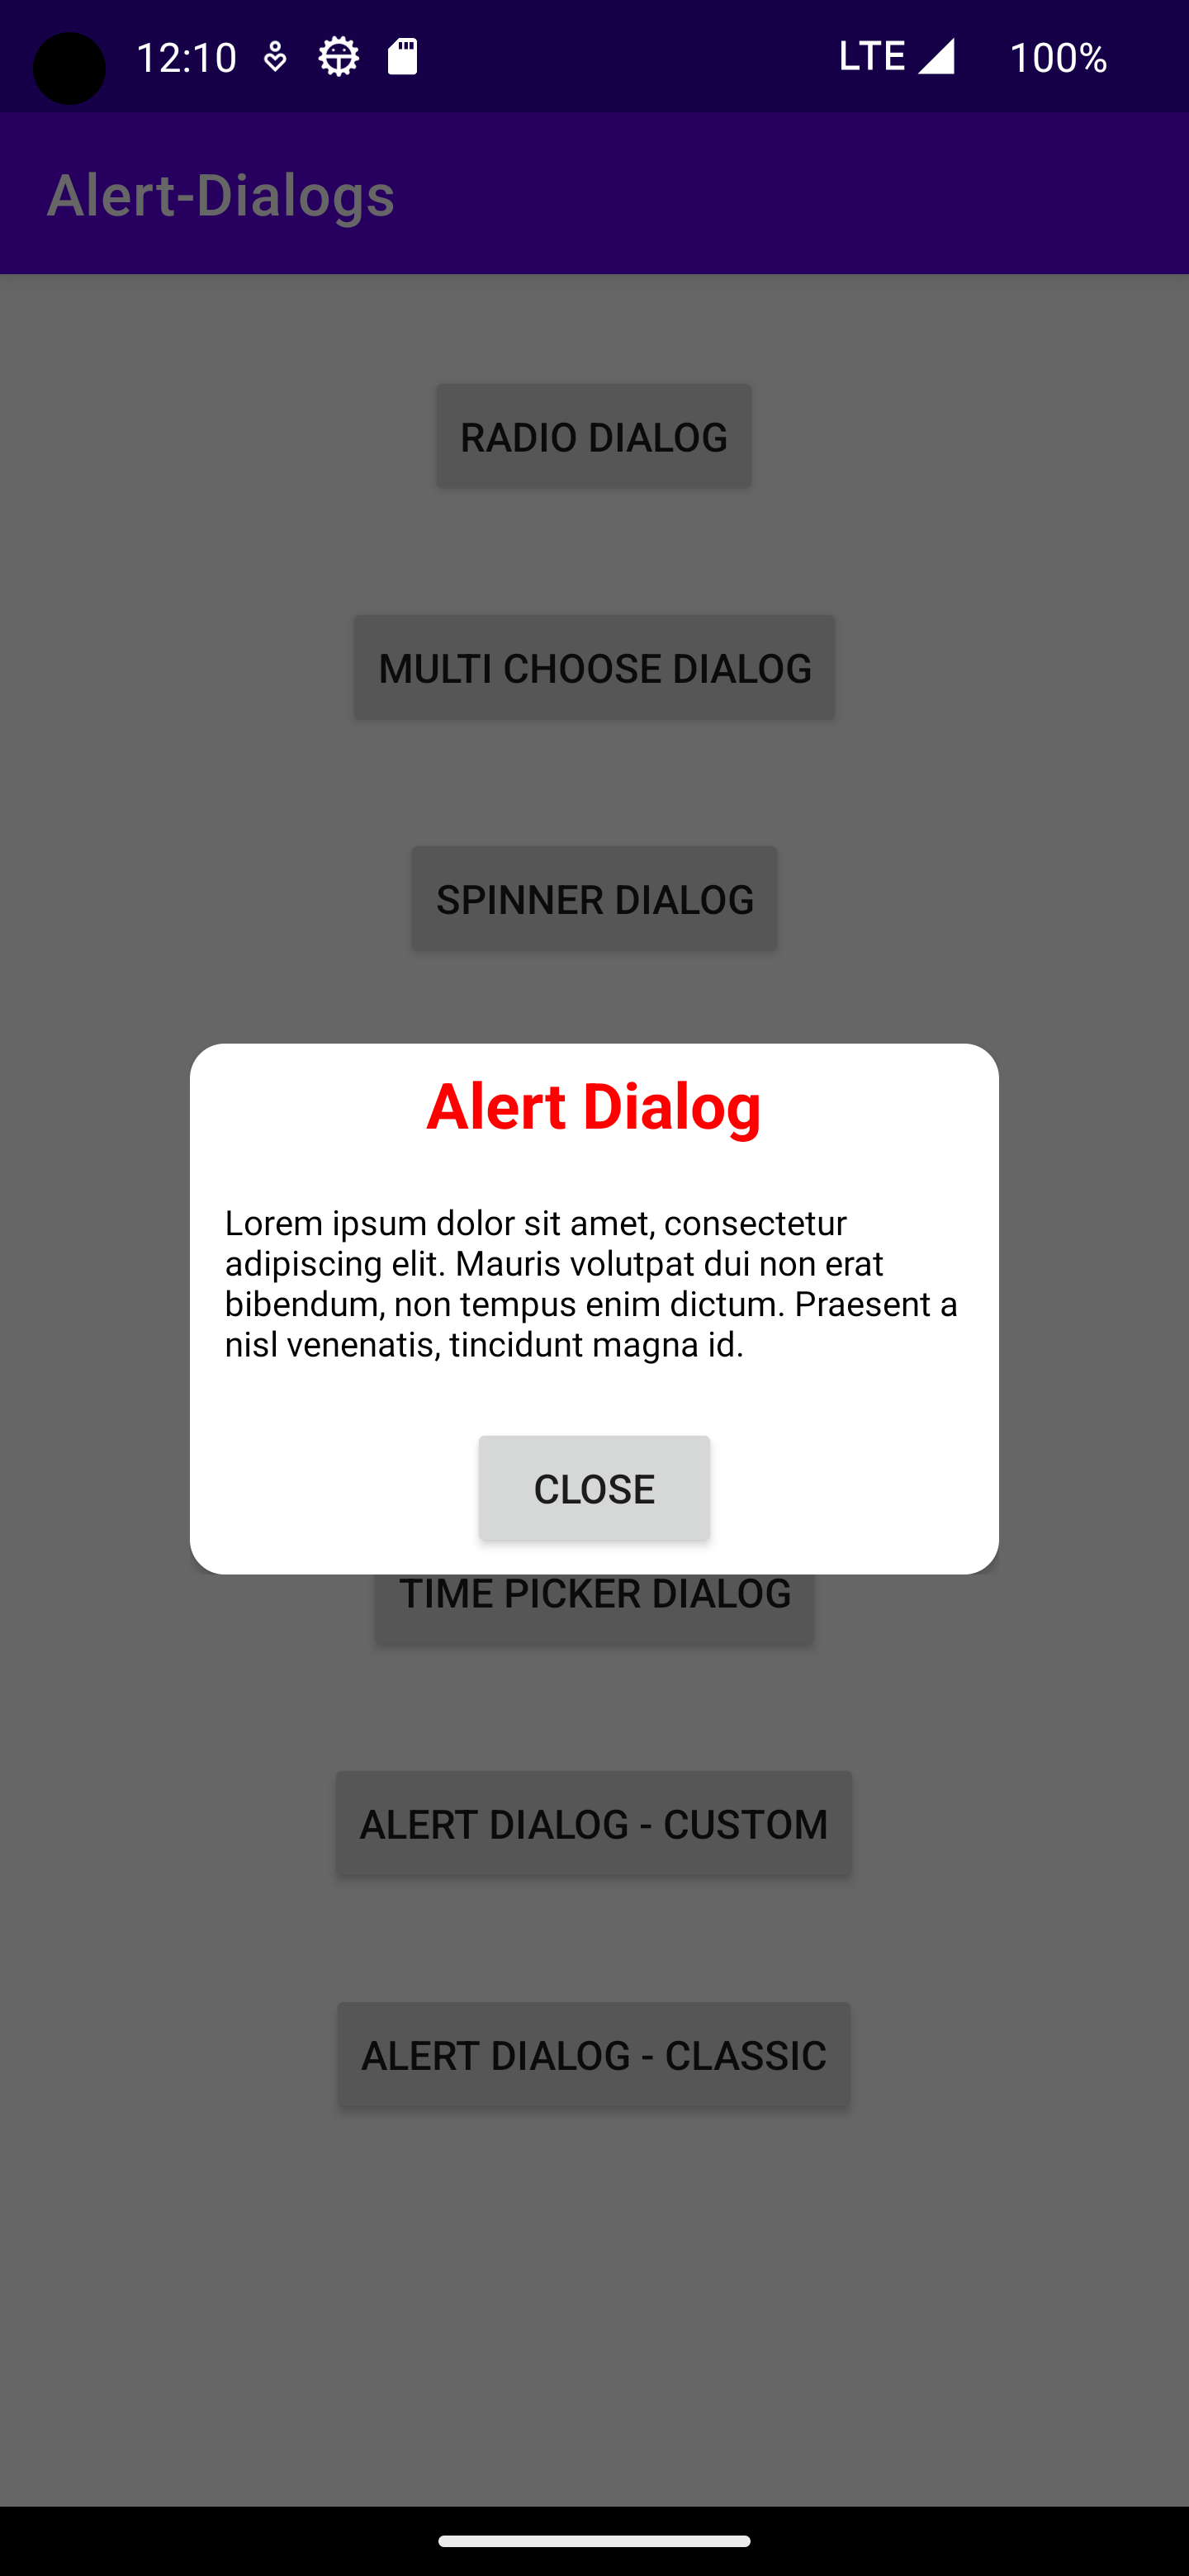 12:10
LTE 100%
Alert-Dialogs
RADIO DIALOG
MULTI CHOOSE DIALOG
SPINNER DIALOG
Alert Dialog
Lorem ipsum dolor sit amet, consectetur
adipiscing elit. Mauris volutpat dui non erat
bibendum, non tempus enim dictum. Praesent a
nisl venenatis, tincidunt magna id.
CLOSE
TIME PICKER DIALOG
ALERT DIALOG - CUSTOM
ALERT DIALOG - CLASSIC